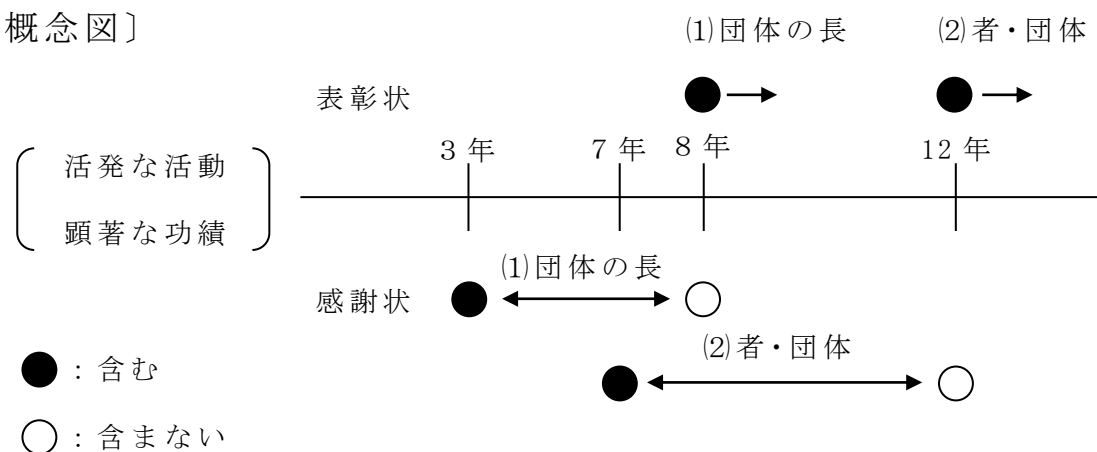 概念図〕
⑴団体の長 ⑵者・団体
表彰状
3年 7年 8年 12年
活発な活動
顕著な功績
⑴団体の長
感謝状
⑵者・団体
：含む
：含まない